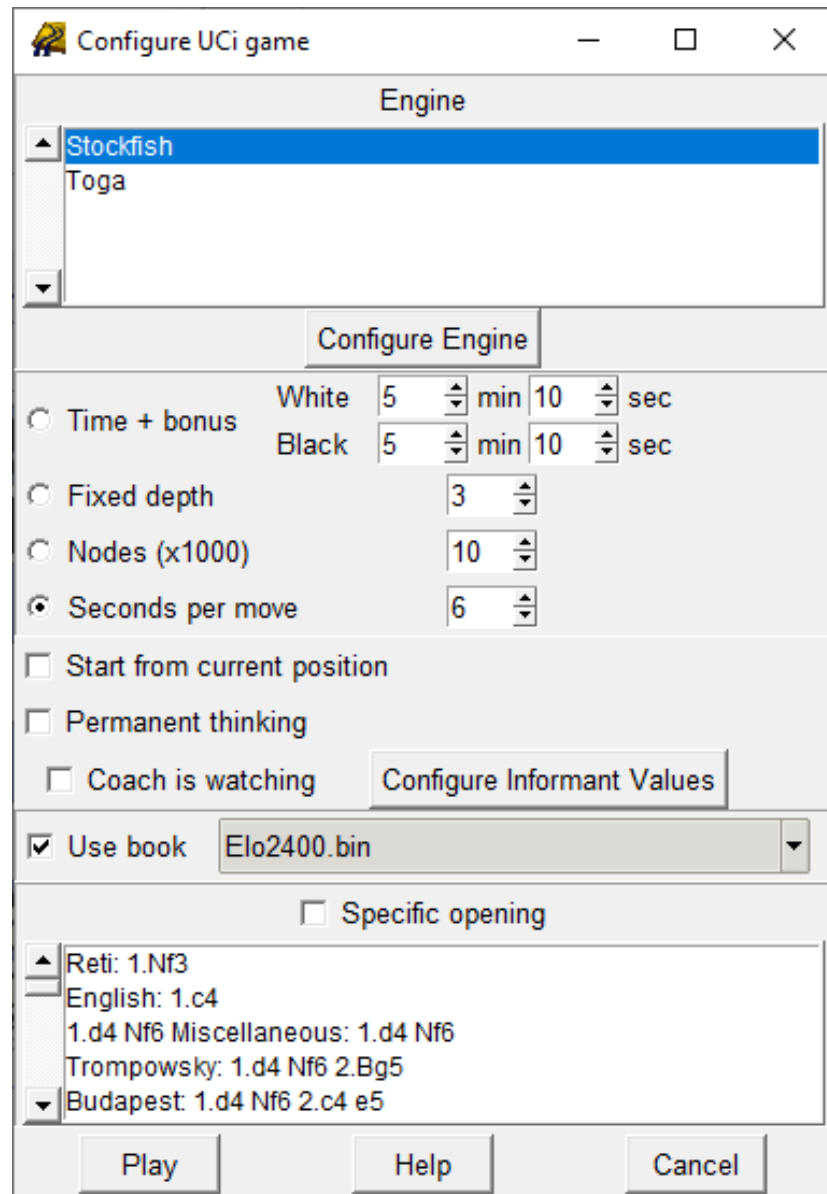 Configure UCi game
Engine
Stockfish
Toga
Configure Engine
Time + bonus
White 5 min 10 sec
Black 5 min 10 sec
Fixed depth 3
Nodes (x1000) 10
Seconds per move 6
Start from current position
Permanent thinking
Coach is watching Configure Informant Values
Use book Elo2400.bin
Specific opening
Reti: 1.Nf3
English: 1.c4
1.d4 Nf6 Miscellaneous: 1.d4 Nf6
Trompowsky: 1.d4 Nf6 2.Bg5
Budapest: 1.d4 Nf6 2.c4 e5
Play Help Cancel